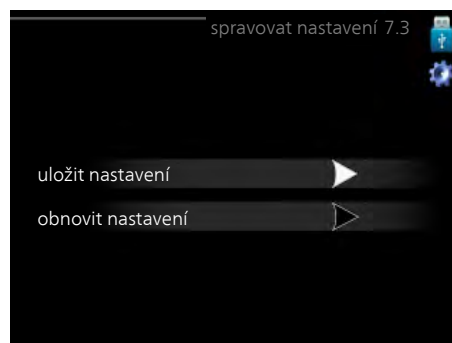 spravovat nastavení 7.3
uložit nastavení
obnovit nastavení